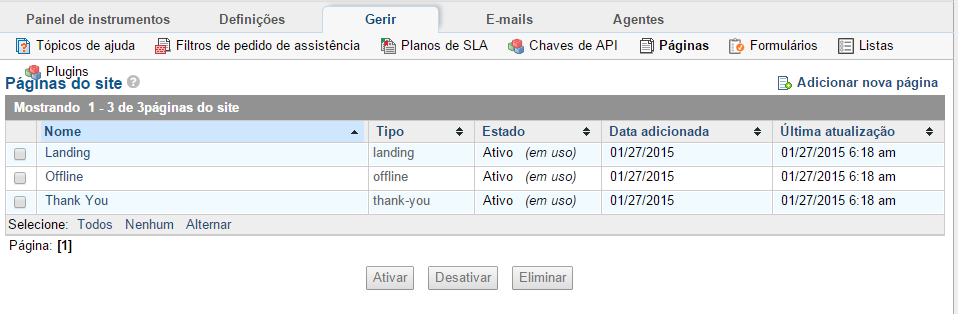 Painel de instrumentos Definições Gerir E-mails Agentes
Tópicos de ajuda Filtros de pedido de assistência Planos de SLA Chaves de API Páginas Formulários Listas
Plugins
Páginas do site Adicionar nova página
Mostrando 1 - 3 de 3páginas do site
Nome Tipo Estado Data adicionada Última atualização
Landing landing Ativo (em uso) 01/27/2015 01/27/2015 6:18 am
Offline offline Ativo (em uso) 01/27/2015 01/27/2015 6:18 am
Thank You thank-you Ativo (em uso) 01/27/2015 01/27/2015 6:18 am
Selecione: Todos Nenhum Alternar
Página: [1]
Ativar Desativar Eliminar